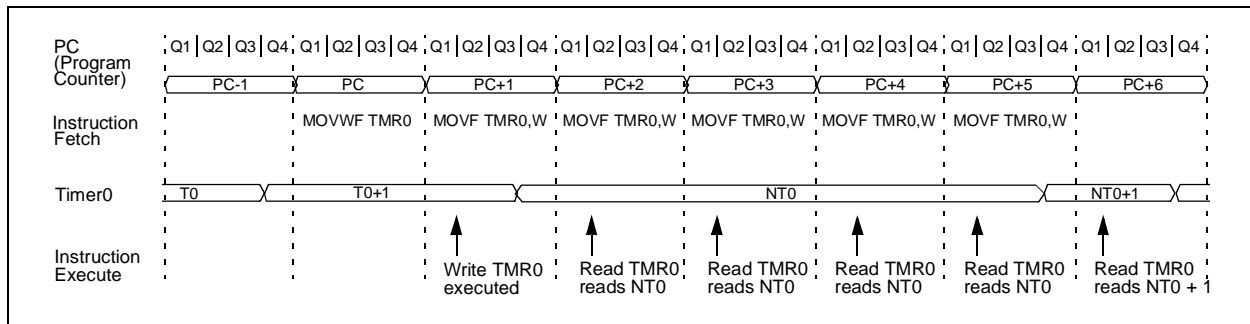 PC
(Program
Counter)
Q1 Q2 Q3 Q4 Q1 Q2 Q3 Q4 Q1 Q2 Q3 Q4 Q1 Q2 Q3 Q4 Q1 Q2 Q3 Q4 Q1 Q2 Q3 Q4 Q1 Q2 Q3 Q4 Q1 Q2 Q3 Q4
PC-1 PC PC+1 PC+2 PC+3 PC+4 PC+5 PC+6
Instruction
Fetch
MOVWF TMR0 MOVF TMR0,W MOVF TMR0,W MOVF TMR0,W MOVF TMR0,W MOVF TMR0,W
Timer0
T0 T0+1 NT0 NT0+1
Instruction
Execute
Write TMR0
executed
Read TMR0
reads NT0
Read TMR0
reads NT0
Read TMR0
reads NT0
Read TMR0
reads NT0
Read TMR0
reads NT0 + 1